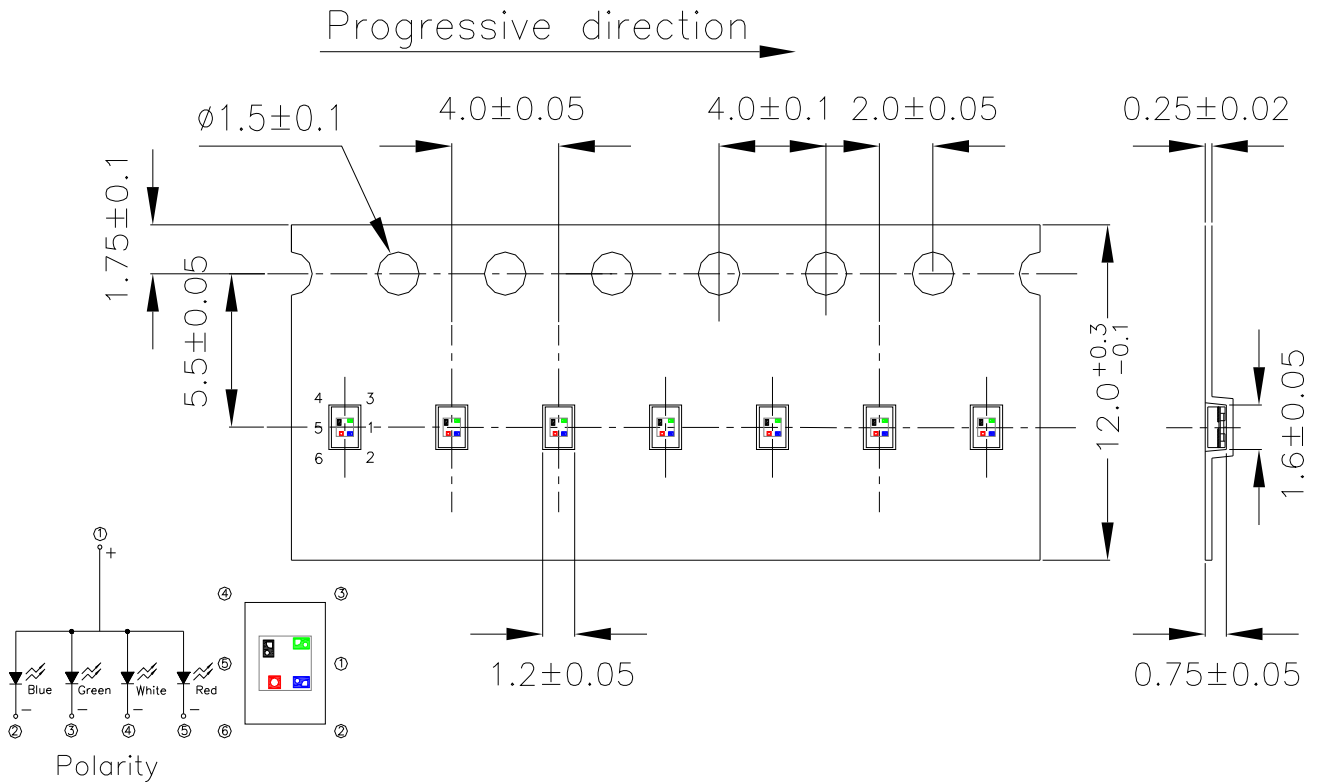 Progressive direction
ø1.5±0.1
4.0±0.05
4.0±0.1
2.0±0.05
0.25±0.02
1.75±0.1
5.5±0.05
12.0 +0.3 -0.1
1.6±0.05
4 3
5 1
6 2
1.2±0.05
0.75±0.05
①
+
④ ③
⑤ ①
⑥ ②
Blue Green White Red
− − − −
② ③ ④ ⑤
Polarity